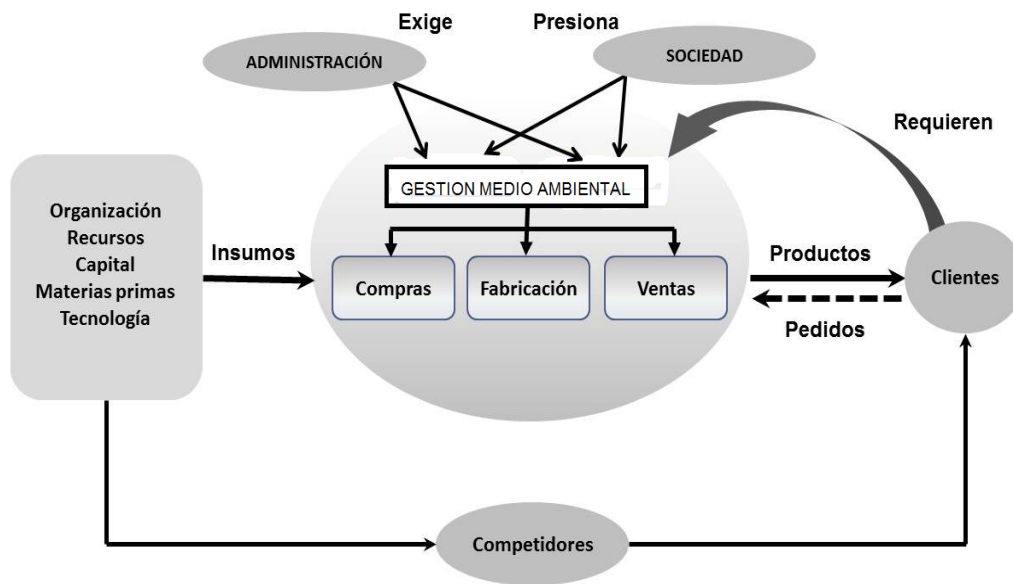 Exige
Presiona
ADMINISTRACIÓN
SOCIEDAD
Requieren
GESTION MEDIO AMBIENTAL
Organización
Recursos
Capital
Materias primas
Tecnología
Insumos
Compras
Fabricación
Ventas
Productos
Pedidos
Clientes
Competidores